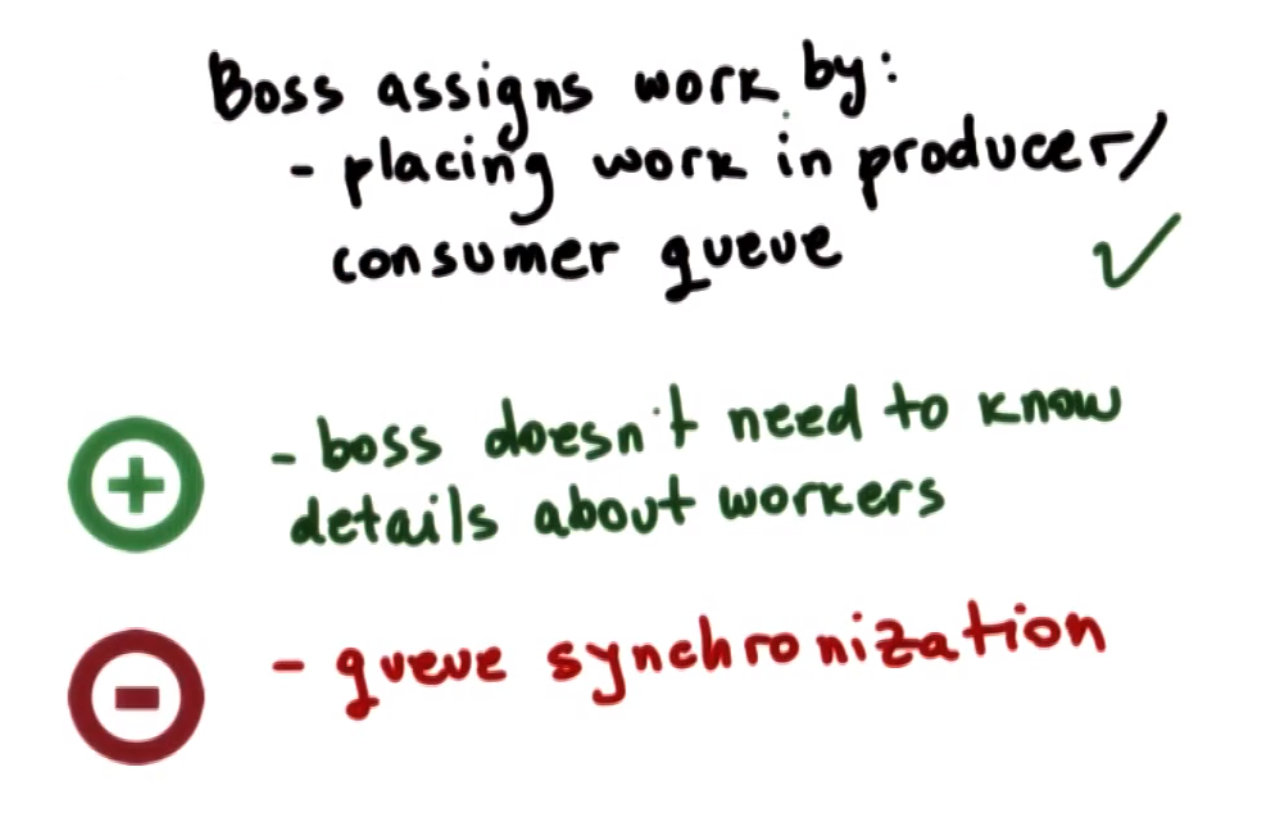 Boss assigns work by:
- placing work in producer/
consumer queue
- boss doesn't need to know
details about workers
- queue synchronization